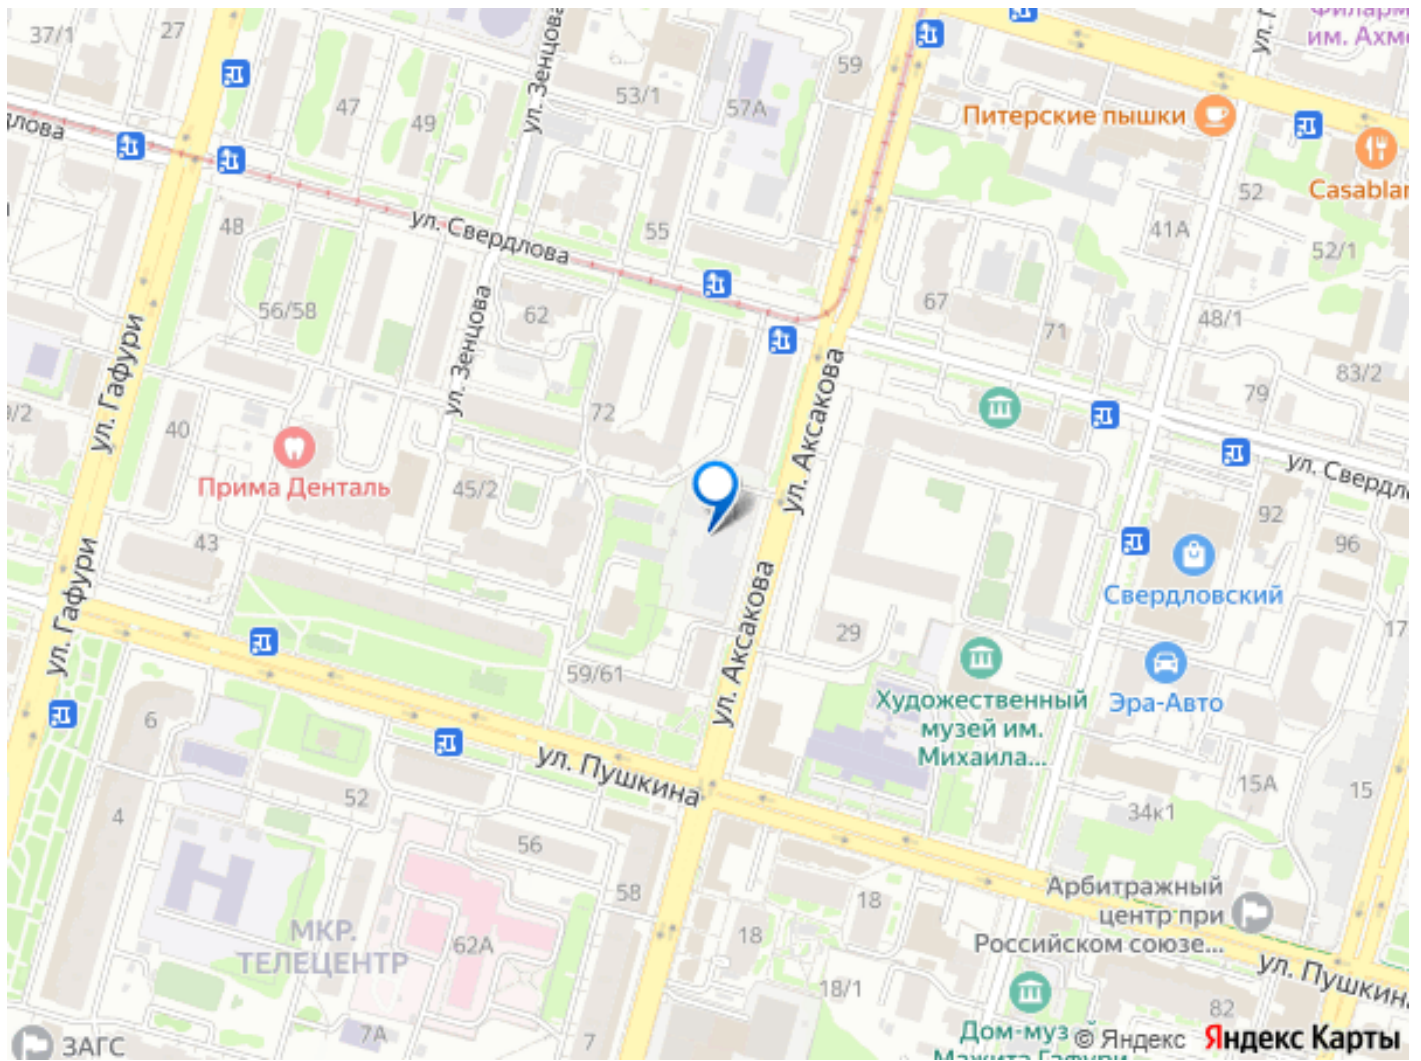 37/1
27
ул. Зенцова
59
Филарм
им. Ахме
47
49
53/1
57А
Питерские пышки
Casablan
52
52/1
41А
ул. Свердлова
48
55
56/58
62
67
71
48/1
83/2
79
ул. Гафури
ул. Зенцова
ул. Аксакова
72
40
Прима Денталь
45/2
ул. Свердло
92
96
43
Свердловский
ул. Гафури
ул. Аксакова
29
17
59/61
Художественный
музей им.
Михаила...
Эра-Авто
6
ул. Пушкина
52
4
15А
15
34к1
56
58
18
Арбитражный
центр при
Российском союзе...
МКР.
ТЕЛЕЦЕНТР
62А
18
18/1
ул. Пушкина
82
7А
7
ЗАГС
Дом-муз
Мажита Гафури
© Яндекс
Яндекс Карты